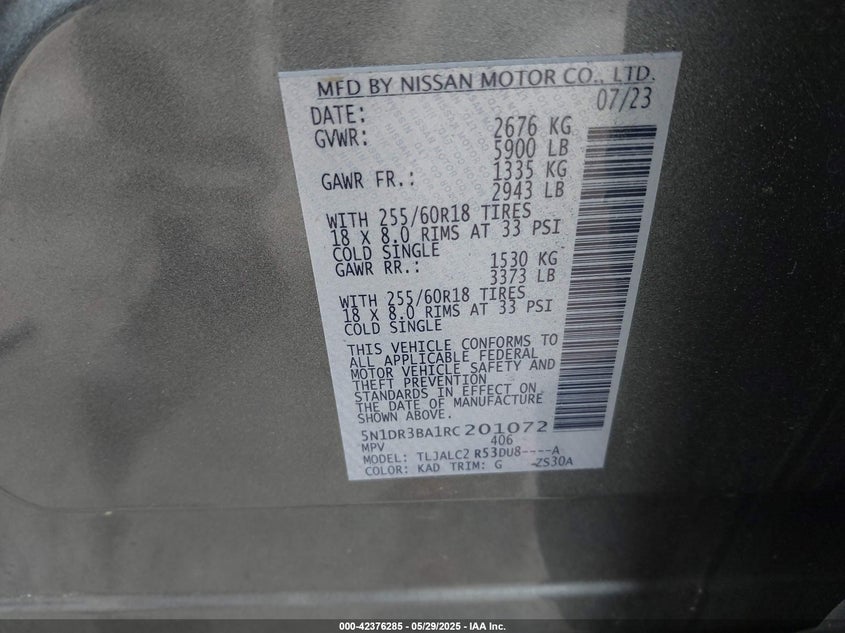 MFD BY NISSAN MOTOR CO., LTD.
DATE: 07/23
GVWR: 2676 KG
5900 LB
GAWR FR.: 1335 KG
2943 LB
WITH 255/60R18 TIRES
18 X 8.0 RIMS AT 33 PSI
COLD SINGLE
GAWR RR.: 1530 KG
3373 LB
WITH 255/60R18 TIRES
18 X 8.0 RIMS AT 33 PSI
COLD SINGLE
THIS VEHICLE CONFORMS TO
ALL APPLICABLE FEDERAL
MOTOR VEHICLE SAFETY AND
THEFT PREVENTION
STANDARDS IN EFFECT ON
THE DATE OF MANUFACTURE
SHOWN ABOVE.
5N1DR3BA1RC201072
MPV 406
MODEL: TLJALC2 R53DU8----A
COLOR: KAD TRIM: G -ZS30A
000-42376285 - 05/29/2025 - IAA Inc.